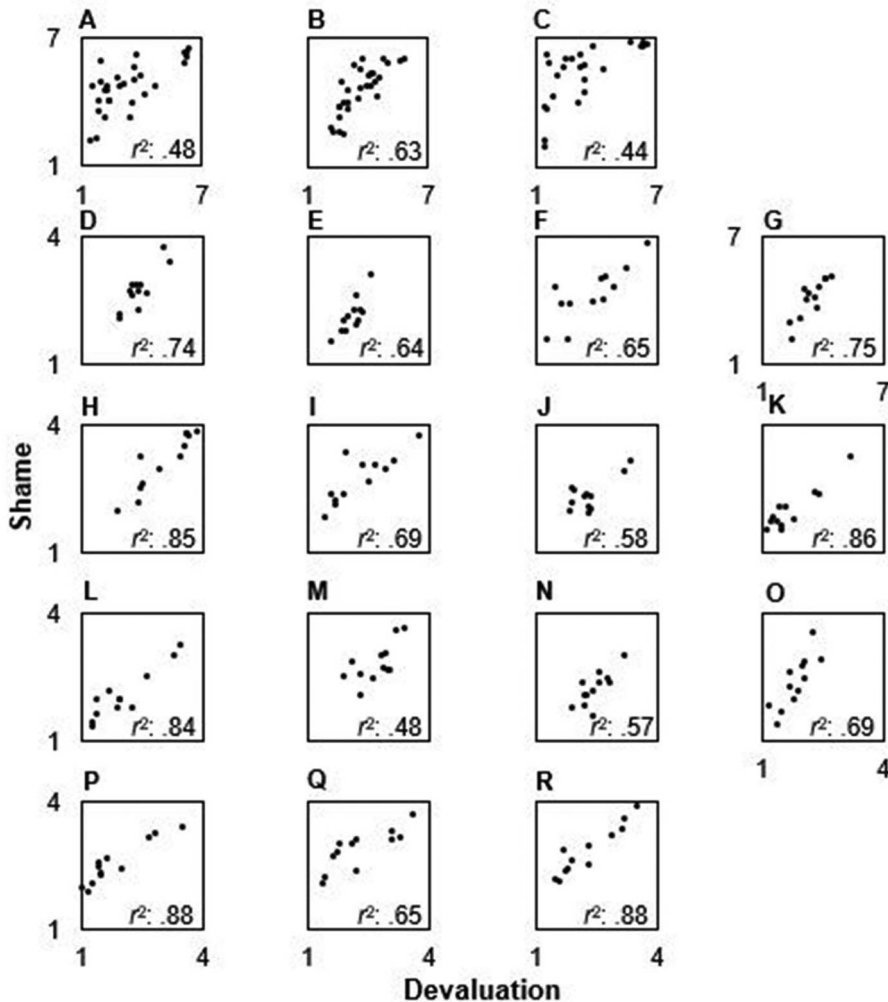 A B C
7
r²: .48 r²: .63 r²: .44
1
1 7 1 7 1 7
D E F G
4 7
r²: .74 r²: .64 r²: .65 r²: .75
1 1
1 7
H I J K
4
r²: .85 r²: .69 r²: .58 r²: .86
1
Shame
L M N O
4
r²: .84 r²: .48 r²: .57 r²: .69
1
1 4
P Q R
4
r²: .88 r²: .65 r²: .88
1
1 4 1 4 1 4
Devaluation